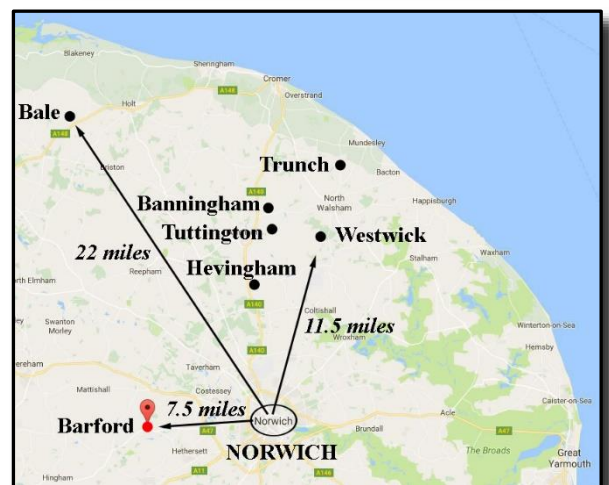 Blakeney
Sheringham
Cromer
Overstrand
A148
Holt
Bale
A148
Mundesley
Trunch
Bacton
A140
North
Walsham
Happisburgh
Banningham
Tuttington
Westwick
22 miles
Stalham
Waxham
Hevingham
Reepham
A140
11.5 miles
Coltishall
Swanton
Morley
Wroxham
Winterton-on-Sea
Hemsby
A140
Taverham
Mattishall
Costessey
Caister-on-Sea
7.5 miles
Acle
A47
Barford
A47
Norwich
Brundall
NORWICH
Hethersett
The Broads
Great
Yarmouth
Hingham
A11
A146